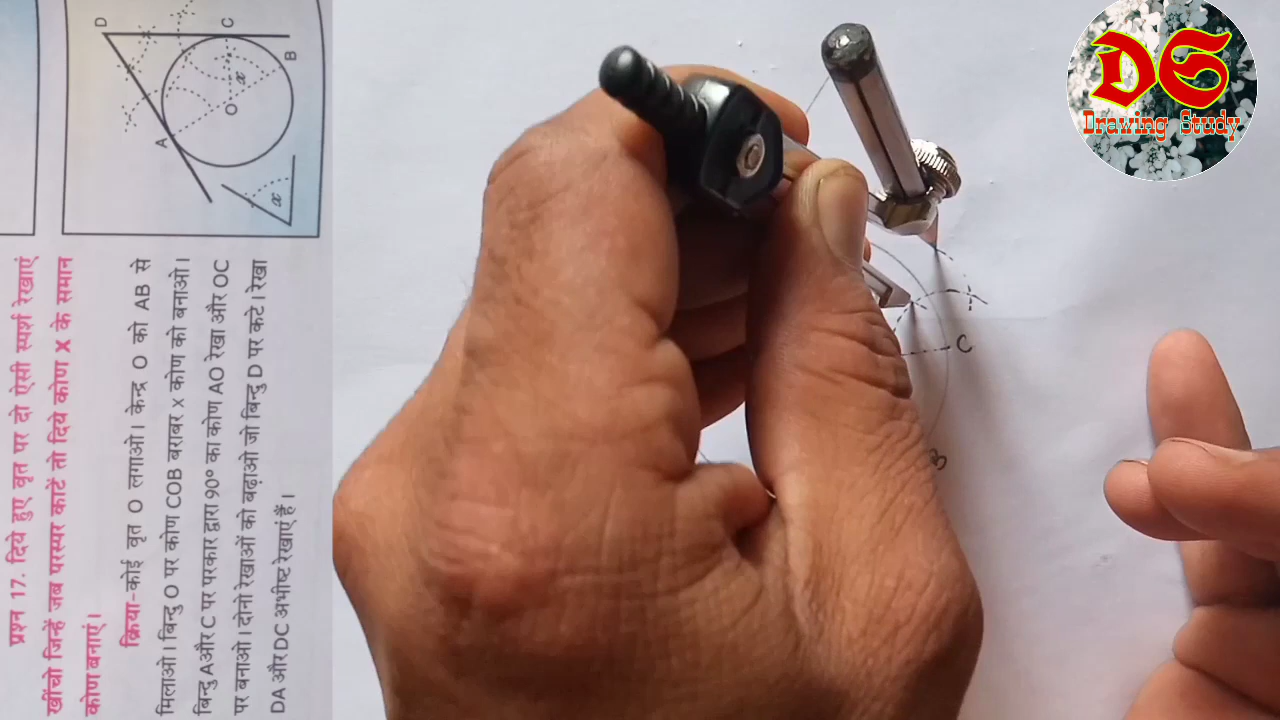 प्रश्न 17. दिये हुए वृत पर दो ऐसी स्पर्श रेखाएं
खींचो जिन्हें जब परस्पर काटें तो दिये कोण X के समान
कोण बनाएं।
क्रिया-कोई वृत O लगाओ। केन्द्र O को AB से
मिलाओ। बिन्दु O पर कोण COB बराबर x कोण को बनाओ।
बिन्दु A और C पर परकार द्वारा 90° का कोण AO रेखा और OC
पर बनाओ। दोनो रेखाओं को बढ़ाओ जो बिन्दु D पर कटे। रेखा
DA और DC अभीष्ट रेखाएं हैं।
D
C
B
A
O
x
x
C
B
DS
Drawing Study